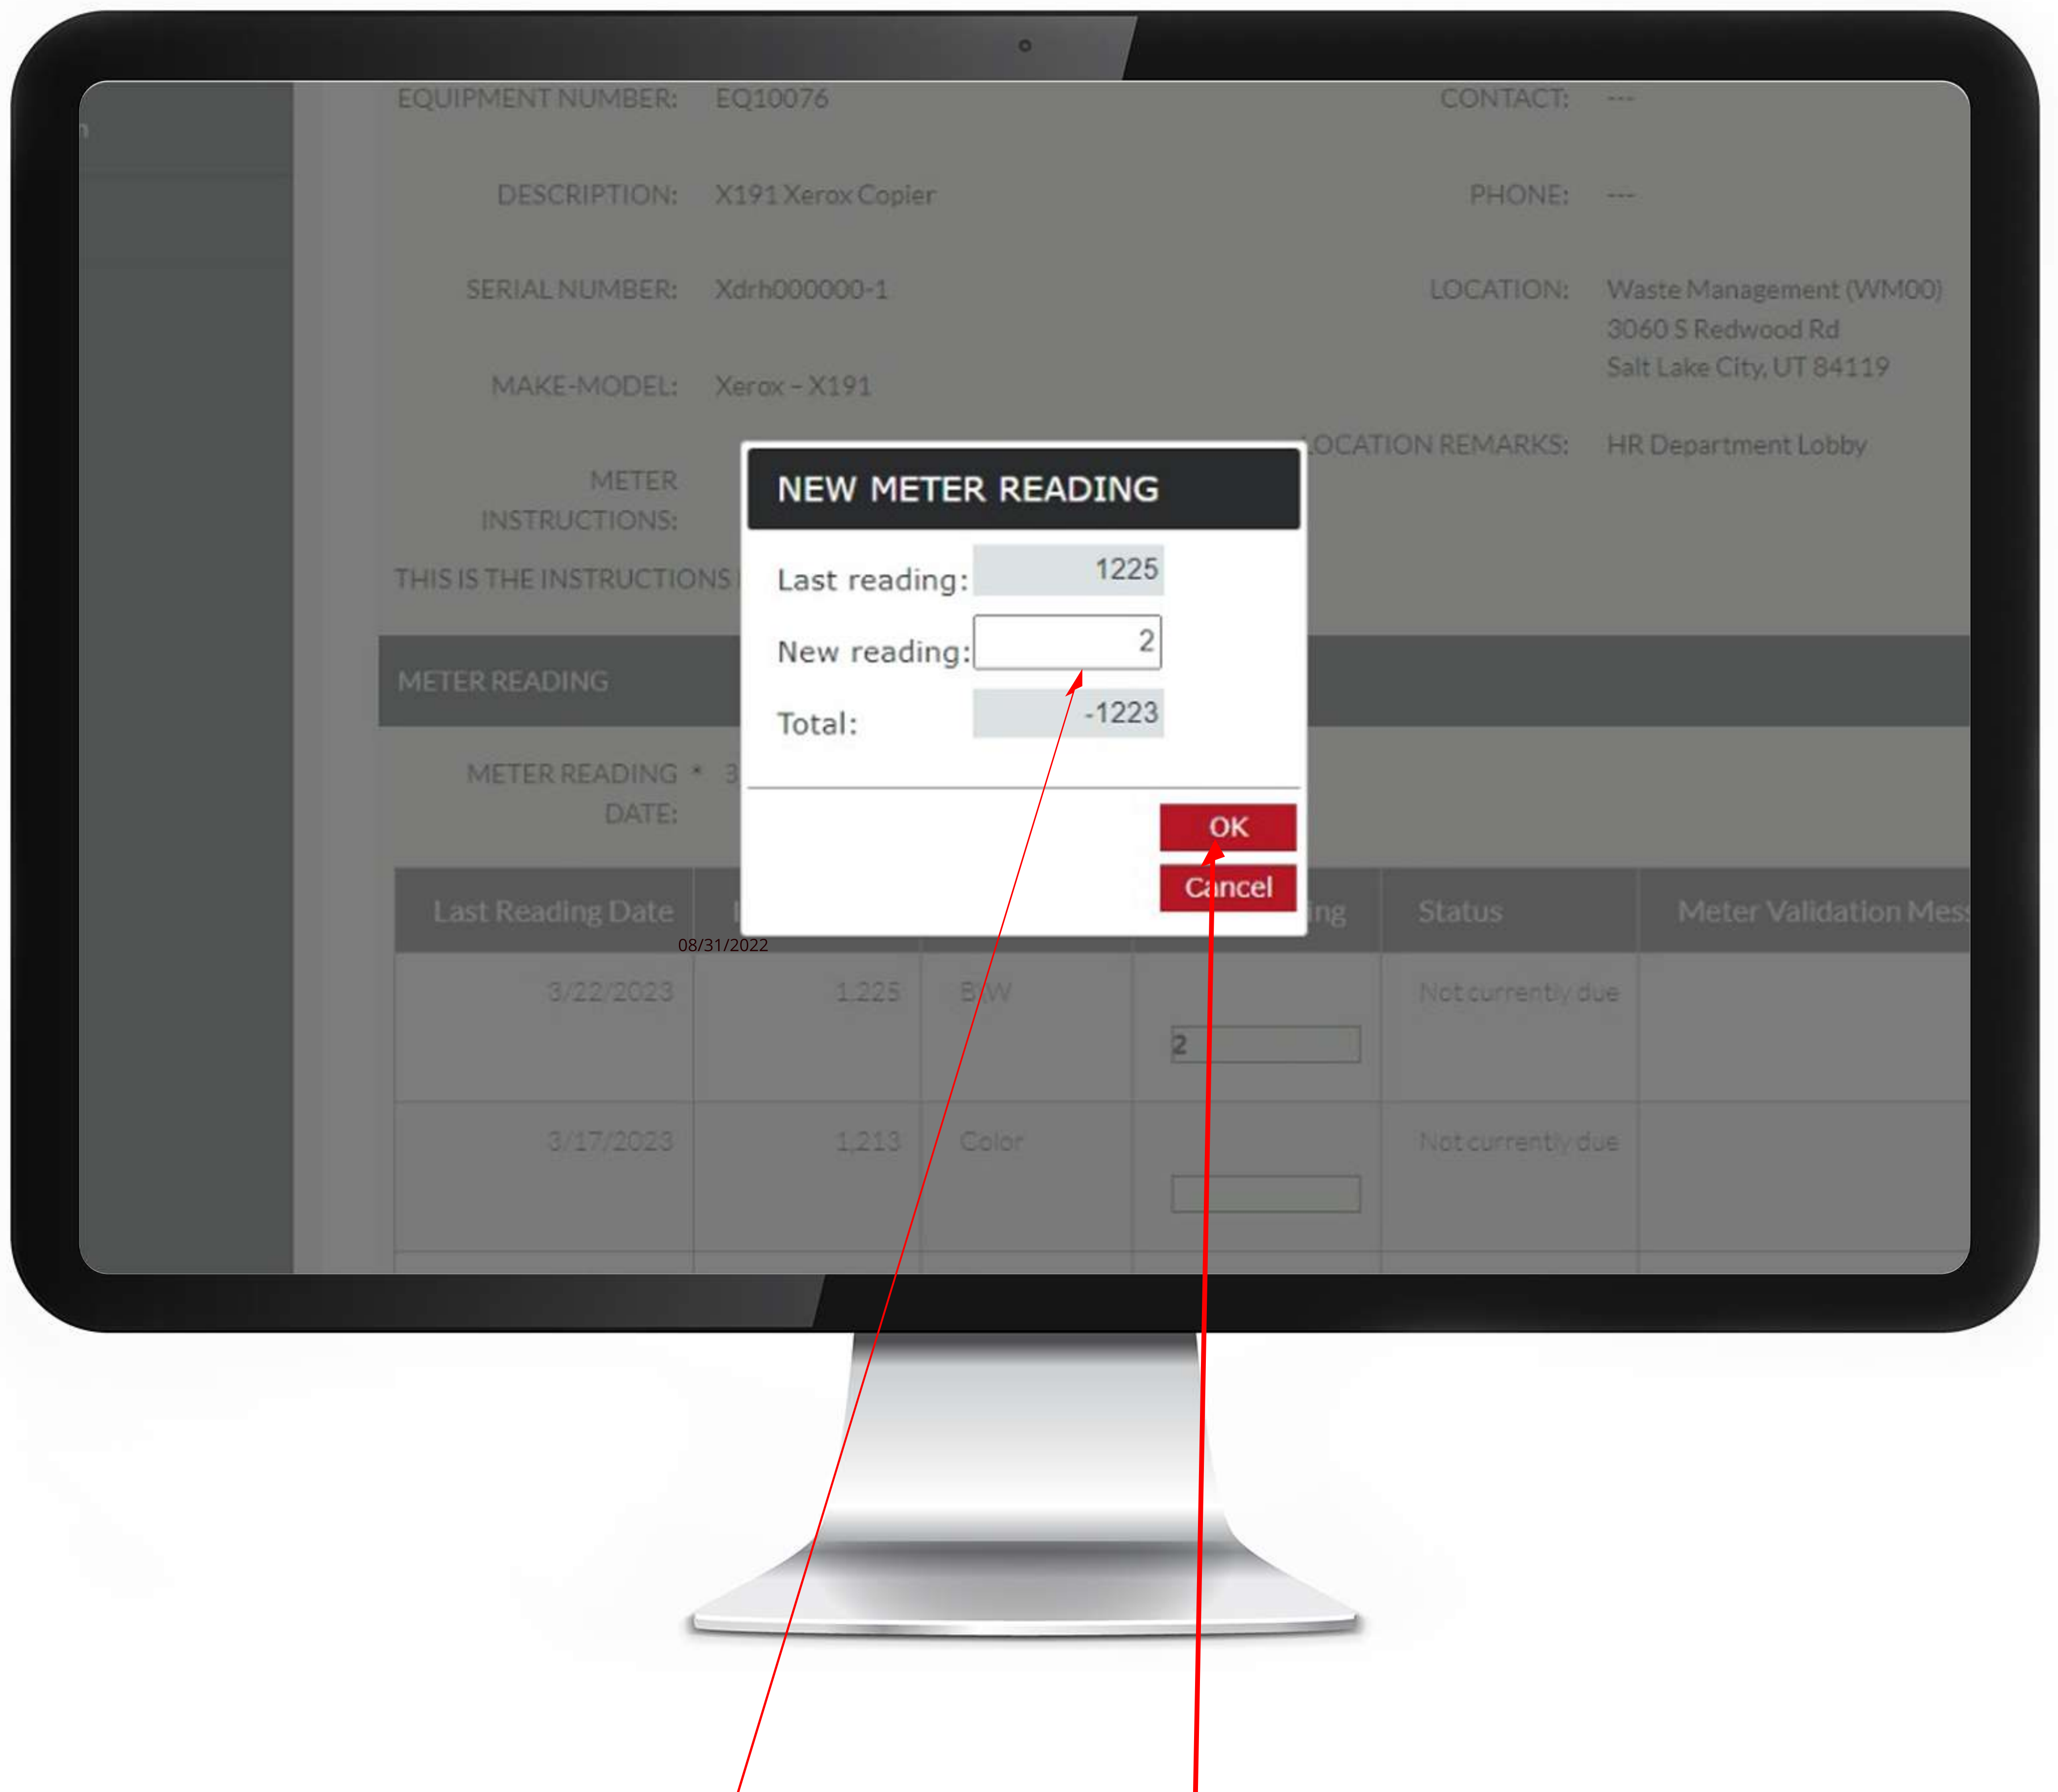 EQUIPMENT NUMBER: EQ10076 CONTACT: ---
DESCRIPTION: X191 Xerox Copier PHONE: ---
SERIAL NUMBER: Xdrh000000-1 LOCATION: Waste Management (WM00)
3060 S Redwood Rd
Salt Lake City, UT 84119
MAKE-MODEL: Xerox – X191
LOCATION REMARKS: HR Department Lobby
METER
INSTRUCTIONS:
THIS IS THE INSTRUCTIONS
NEW METER READING
Last reading: 1225
New reading: 2
Total: -1223
OK
Cancel
METER READING
METER READING * 3
DATE:
Last Reading Date Status Meter Validation Mess
08/31/2022
3/22/2023 1,225 B/W Not currently due
2
3/17/2023 1,213 Color Not currently due